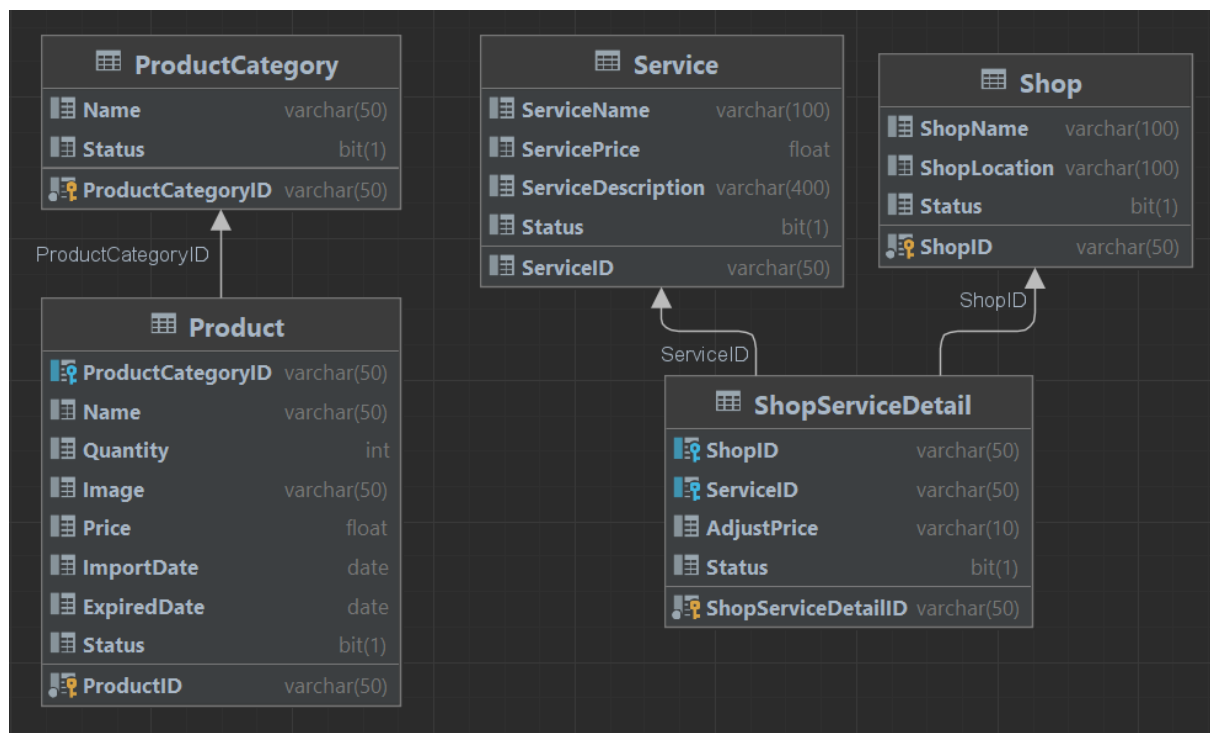 ProductCategory
Name varchar(50)
Status bit(1)
ProductCategoryID varchar(50)
ProductCategoryID
Product
ProductCategoryID varchar(50)
Name varchar(50)
Quantity int
Image varchar(50)
Price float
ImportDate date
ExpiredDate date
Status bit(1)
ProductID varchar(50)
Service
ServiceName varchar(100)
ServicePrice float
ServiceDescription varchar(400)
Status bit(1)
ServiceID varchar(50)
Shop
ShopName varchar(100)
ShopLocation varchar(100)
Status bit(1)
ShopID varchar(50)
ShopID
ServiceID
ShopServiceDetail
ShopID varchar(50)
ServiceID varchar(50)
AdjustPrice varchar(10)
Status bit(1)
ShopServiceDetailID varchar(50)